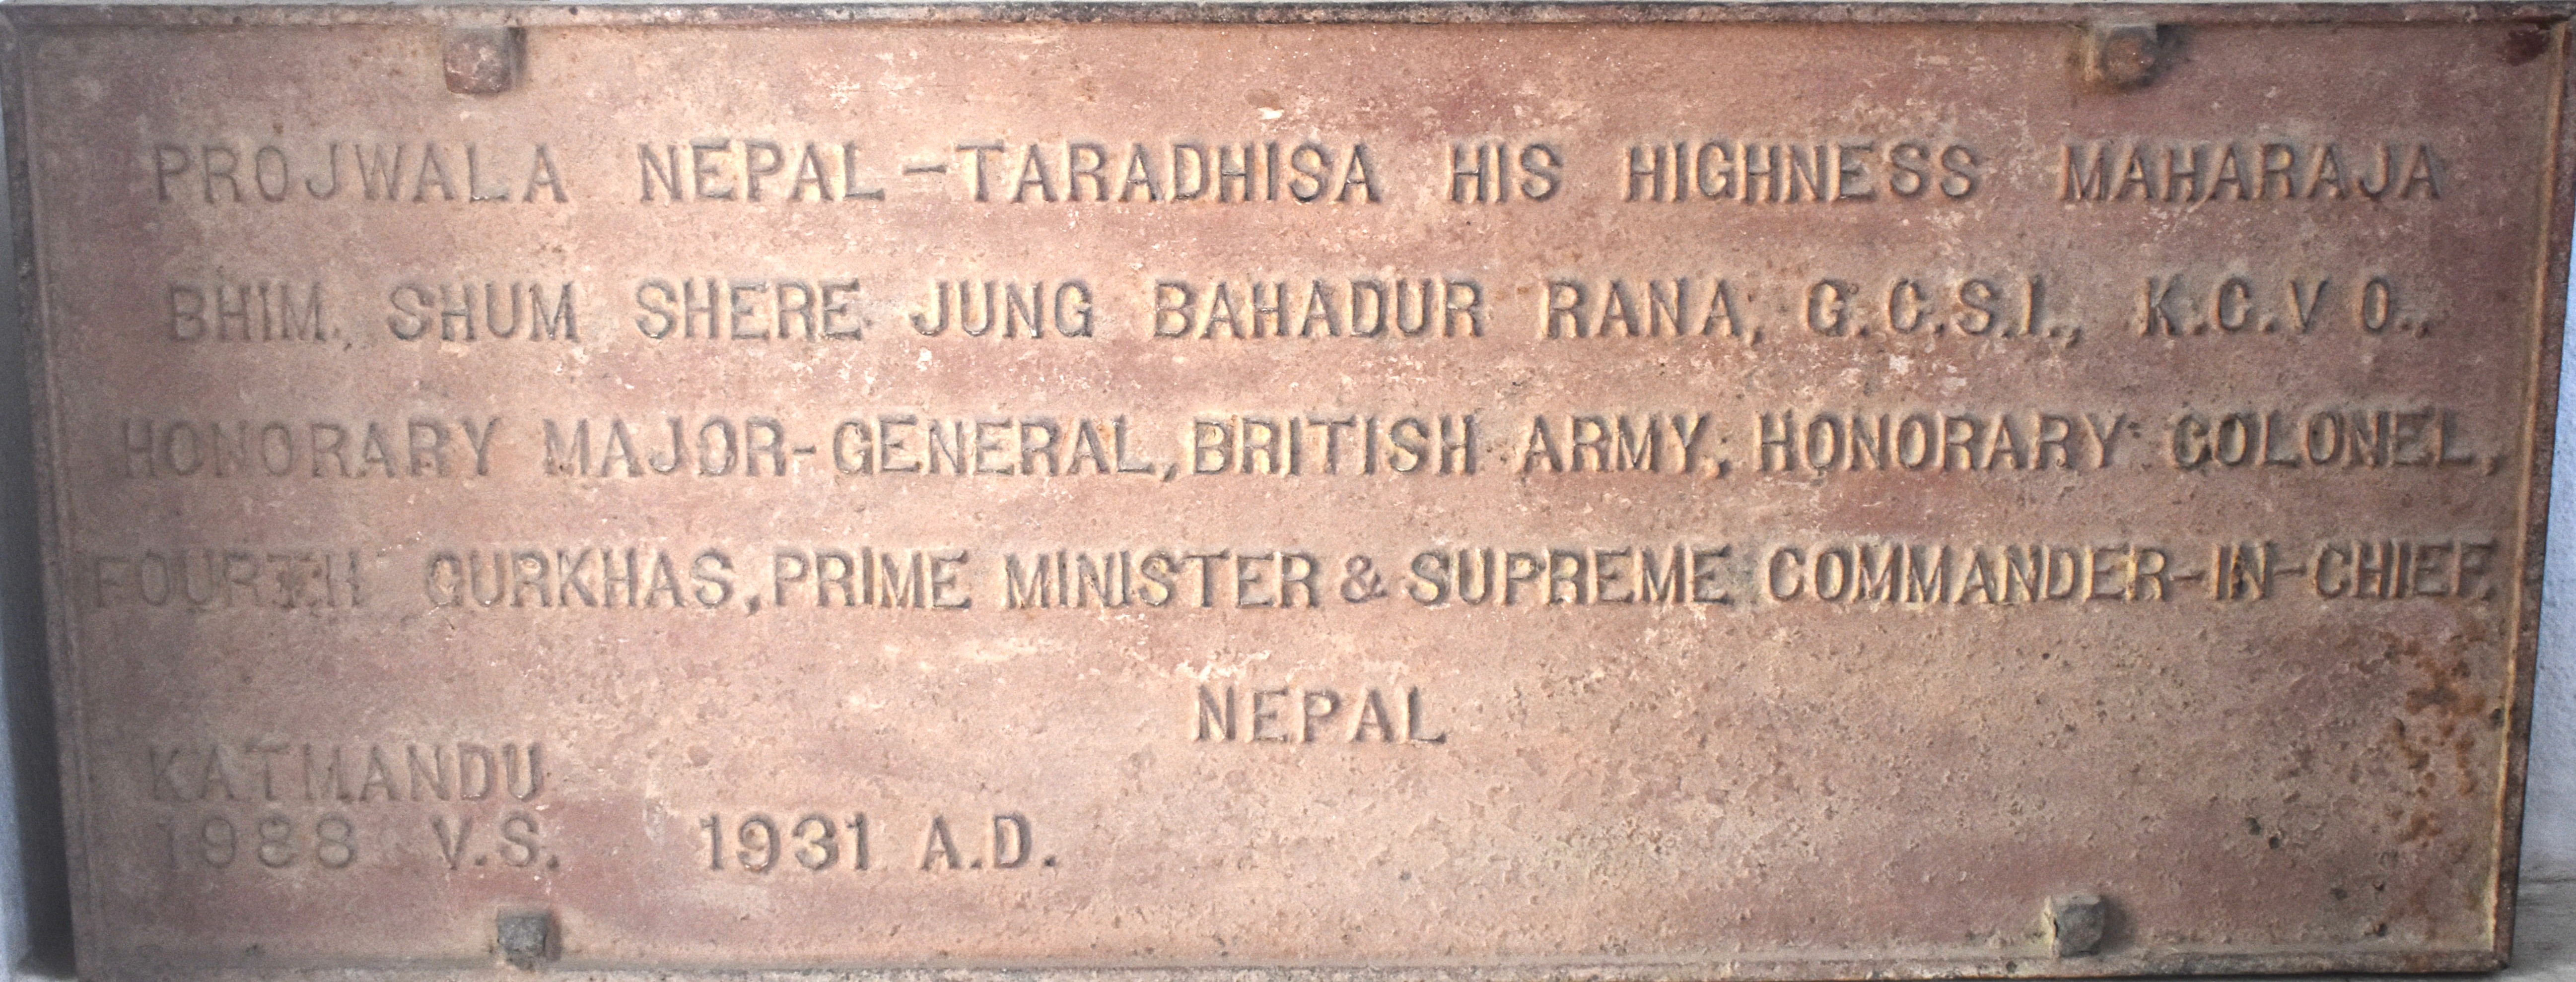 PROJWALA NEPAL-TARADHISA HIS HIGHNESS MAHARAJA
BHIM. SHUM SHERE JUNG BAHADUR RANA, G.C.S.I., K.C.V O.,
HONORARY MAJOR-GENERAL, BRITISH ARMY, HONORARY COLONEL,
FOURTH GURKHAS, PRIME MINISTER & SUPREME COMMANDER-IN-CHIEF,
NEPAL
KATMANDU
1988 V.S. 1931 A.D.